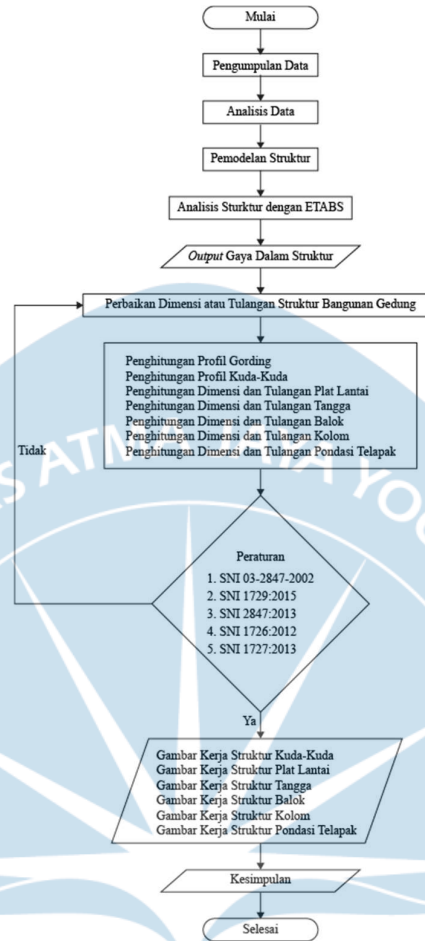 Mulai
Pengumpulan Data
Analisis Data
Pemodelan Struktur
Analisis Sturktur dengan ETABS
Output Gaya Dalam Struktur
Perbaikan Dimensi atau Tulangan Struktur Bangunan Gedung
Penghitungan Profil Gording
Penghitungan Profil Kuda-Kuda
Penghitungan Dimensi dan Tulangan Plat Lantai
Penghitungan Dimensi dan Tulangan Tangga
Penghitungan Dimensi dan Tulangan Balok
Penghitungan Dimensi dan Tulangan Kolom
Penghitungan Dimensi dan Tulangan Pondasi Telapak
Tidak
S ATMA JAYA YOG
Peraturan
1. SNI 03-2847-2002
2. SNI 1729:2015
3. SNI 2847:2013
4. SNI 1726:2012
5. SNI 1727:2013
Ya
Gambar Kerja Struktur Kuda-Kuda
Gambar Kerja Struktur Plat Lantai
Gambar Kerja Struktur Tangga
Gambar Kerja Struktur Balok
Gambar Kerja Struktur Kolom
Gambar Kerja Struktur Pondasi Telapak
Kesimpulan
Selesai